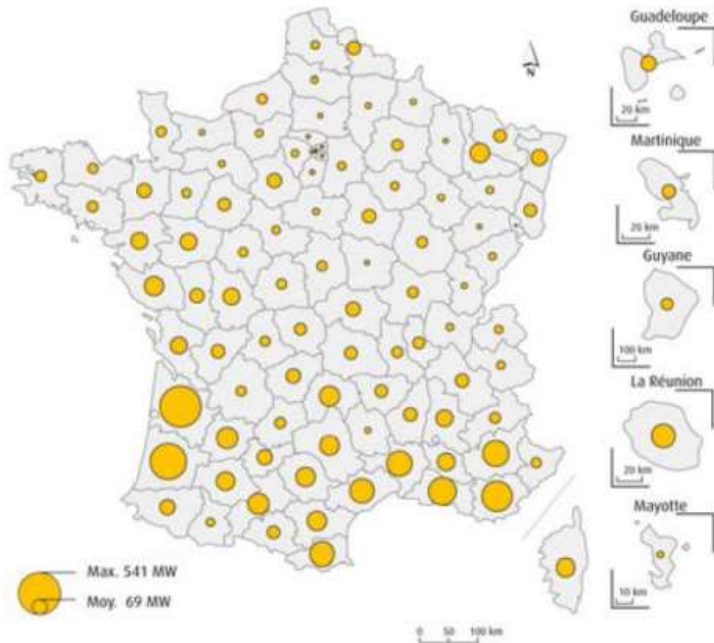 Guadeloupe
20 km
N
Martinique
20 km
Guyane
100 km
La Réunion
20 km
Mayotte
10 km
Max. 541 MW
Moy. 69 MW
0 50 100 km